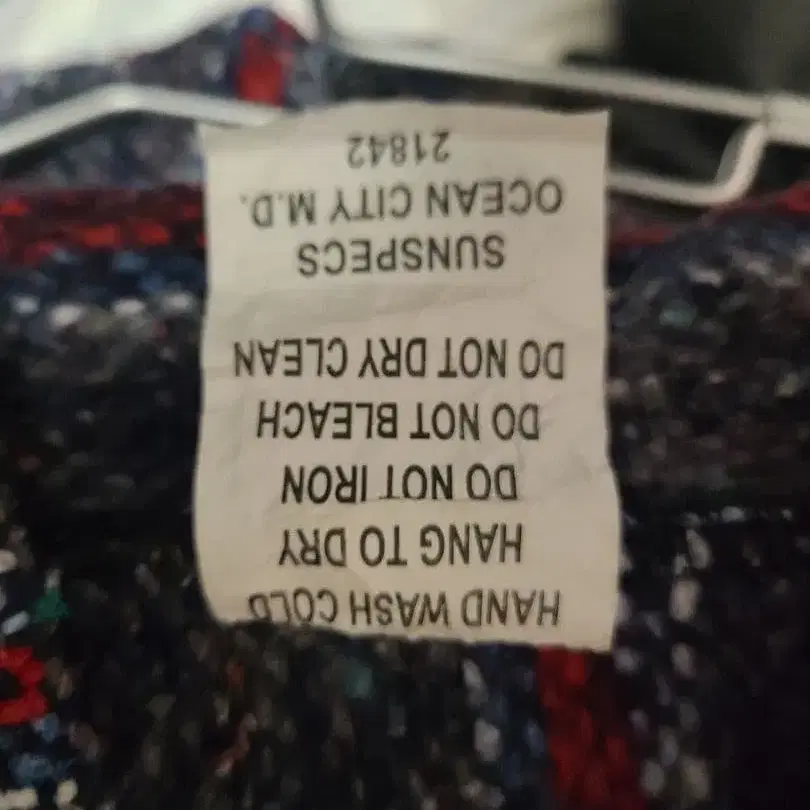 HAND WASH COLD
HANG TO DRY
DO NOT IRON
DO NOT BLEACH
DO NOT DRY CLEAN
SUNSPECS
OCEAN CITY M.D.
21842